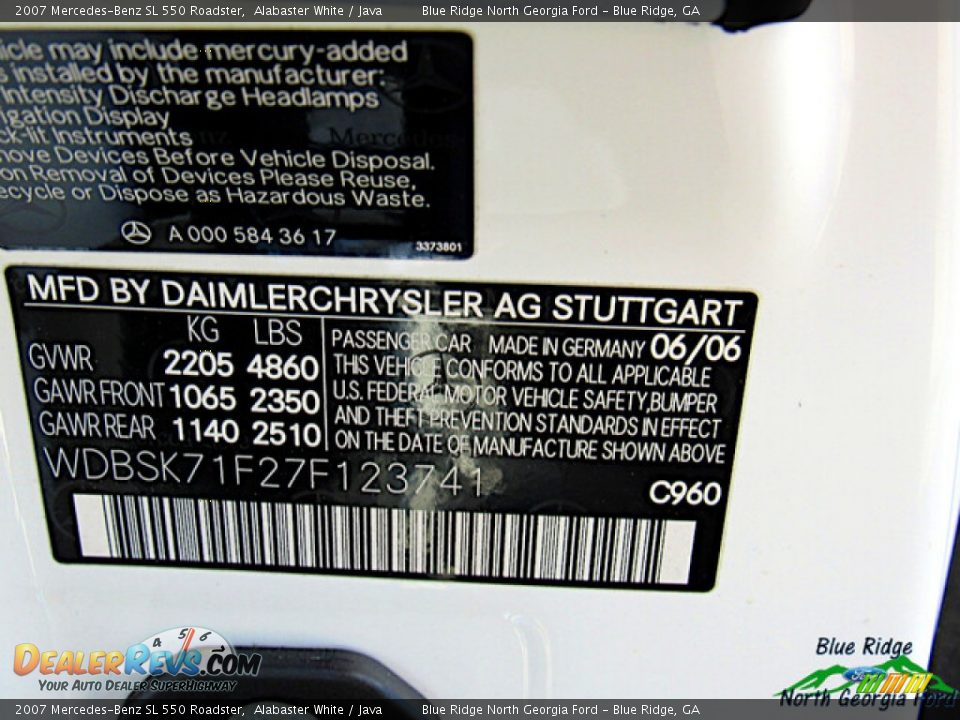 2007 Mercedes-Benz SL 550 Roadster, Alabaster White / Java Blue Ridge North Georgia Ford - Blue Ridge, GA
icle may include mercury-added
s installed by the manufacturer:
Intensity Discharge Headlamps
igation Display
ck-lit Instruments
nove Devices Before Vehicle Disposal.
on Removal of Devices Please Reuse,
ecycle or Dispose as Hazardous Waste.
A 000 584 36 17
3373801
MFD BY DAIMLERCHRYSLER AG STUTTGART
KG LBS
GVWR 2205 4860
GAWR FRONT 1065 2350
GAWR REAR 1140 2510
PASSENGER CAR MADE IN GERMANY 06/06
THIS VEHICLE CONFORMS TO ALL APPLICABLE
U.S. FEDERAL MOTOR VEHICLE SAFETY, BUMPER
AND THEFT PREVENTION STANDARDS IN EFFECT
ON THE DATE OF MANUFACTURE SHOWN ABOVE
WDBSK71F27F123741
C960
4 5 6
DEALERREVS.COM
YOUR AUTO DEALER SUPERHIGHWAY
Blue Ridge
North Georgia Ford
2007 Mercedes-Benz SL 550 Roadster, Alabaster White / Java Blue Ridge North Georgia Ford - Blue Ridge, GA